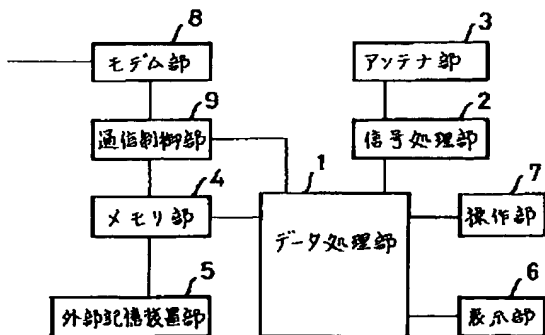 8
モデム部
3
アンテナ部
9
通信制御部
2
信号処理部
4
メモリ部
1
データ処理部
7
操作部
5
外部記憶装置部
6
表示部